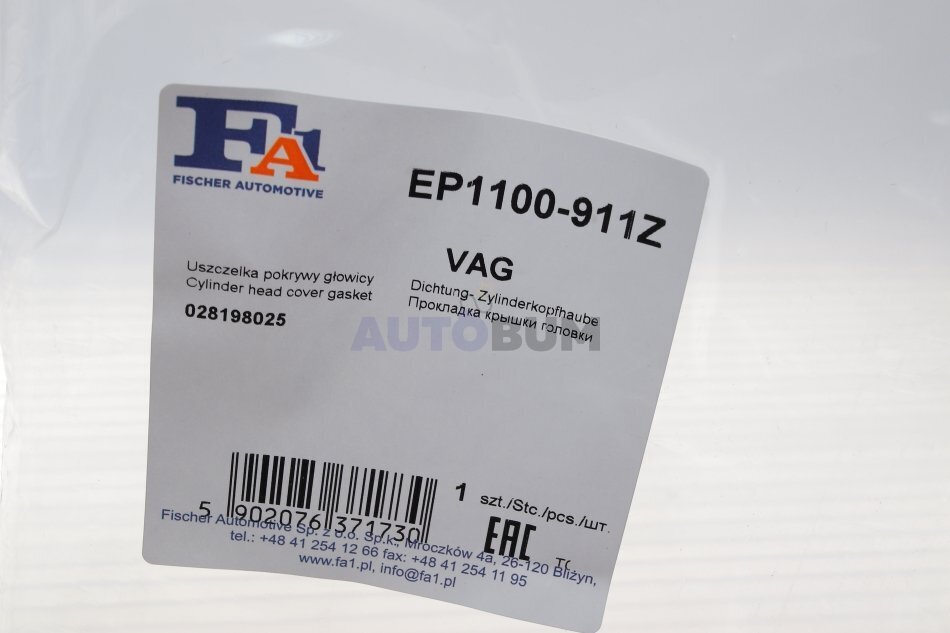 FA1
FISCHER AUTOMOTIVE
EP1100-911Z
VAG
Uszczelka pokrywy głowicy
Cylinder head cover gasket
028198025
Dichtung- Zylinderkopfhaube
Прокладка крышки головки
AUTOBUM
1 szt./Stc./pcs./шт.
5 902076 371730
EAC
Fischer Automotive Sp. z o.o. Sp.k., Mroczków 4a, 26-120 Bliżyn,
tel.: +48 41 254 12 66 fax: +48 41 254 11 95
www.fa1.pl, info@fa1.pl